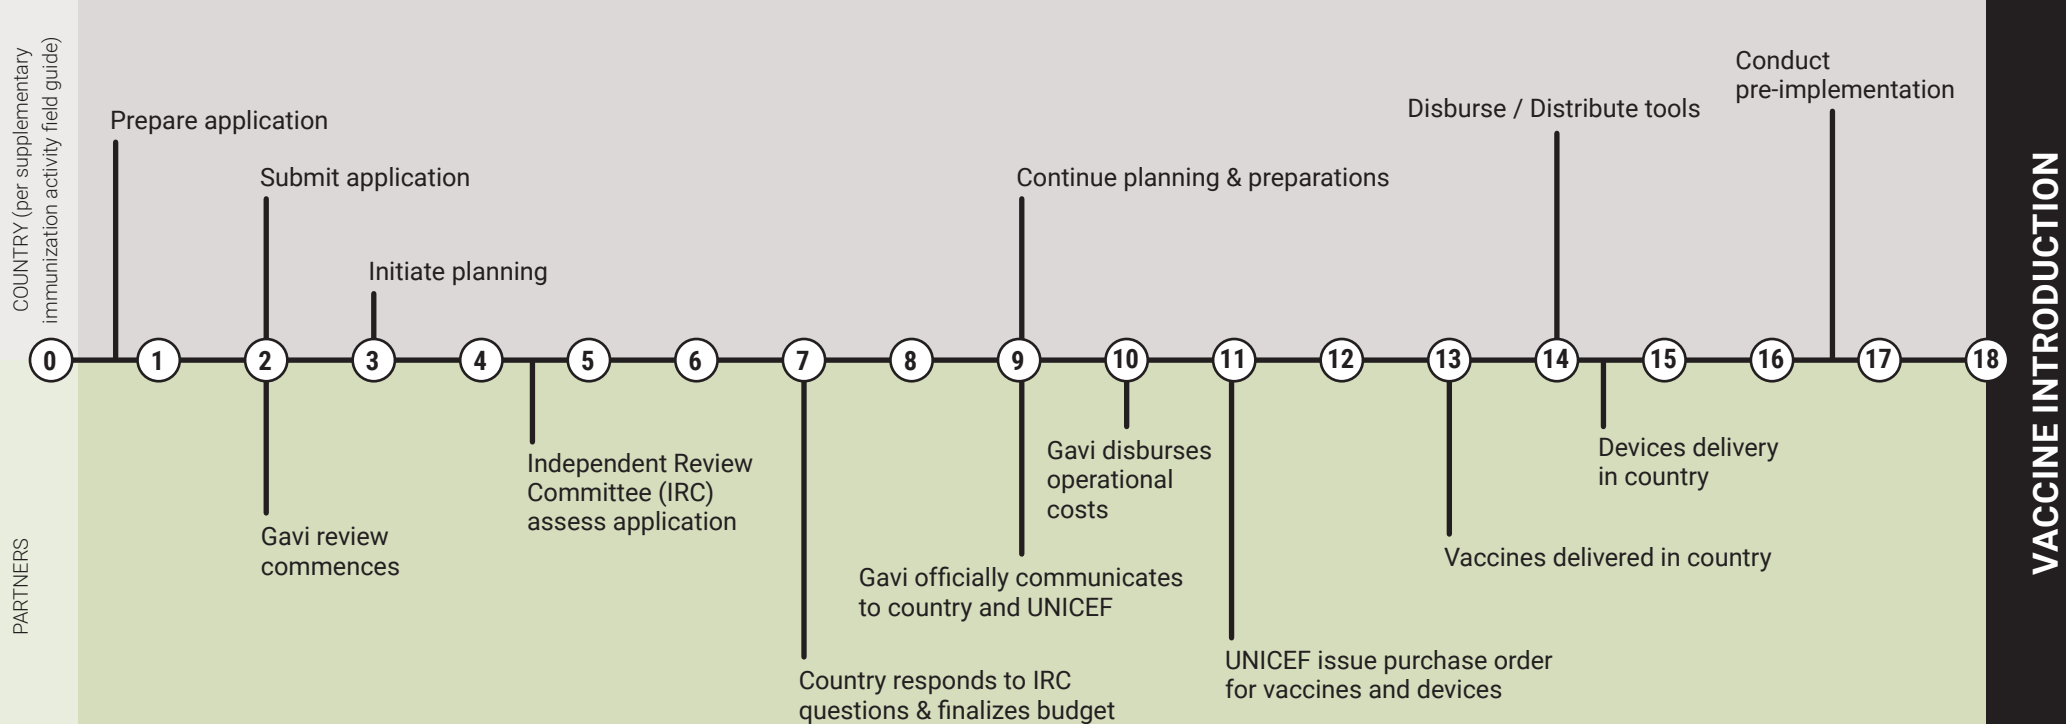 COUNTRY (per supplementary
immunization activity field guide)
Prepare application
Submit application
Initiate planning
Continue planning & preparations
Disburse / Distribute tools
Conduct
pre-implementation
0 1 2 3 4 5 6 7 8 9 10 11 12 13 14 15 16 17 18
PARTNERS
Gavi review
commences
Independent Review
Committee (IRC)
assess application
Country responds to IRC
questions & finalizes budget
Gavi officially communicates
to country and UNICEF
Gavi disburses
operational
costs
UNICEF issue purchase order
for vaccines and devices
Vaccines delivered in country
Devices delivery
in country
VACCINE INTRODUCTION